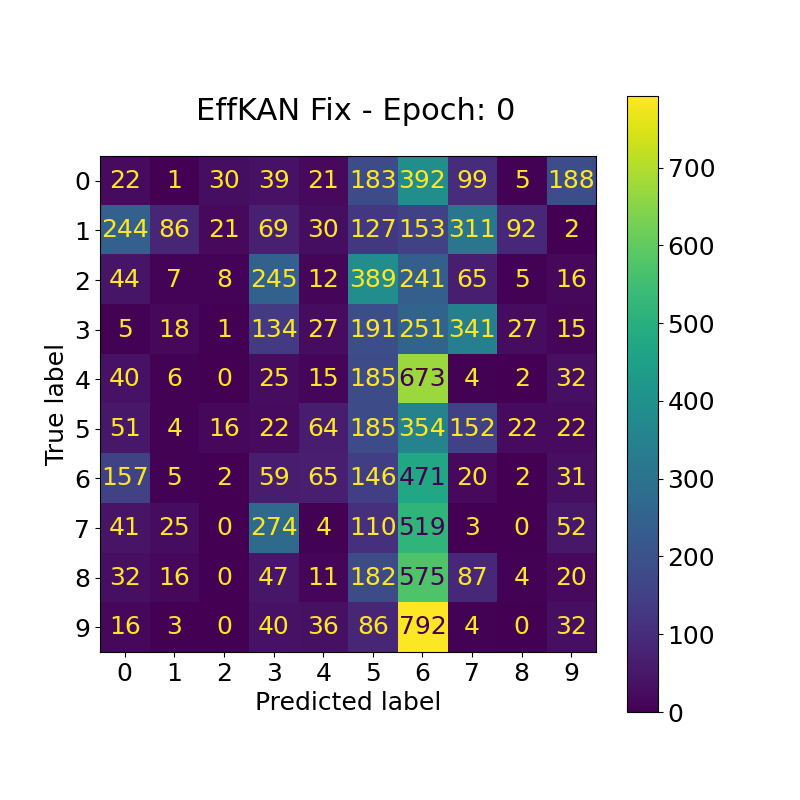 EffKAN Fix - Epoch: 0
0 22 1 30 39 21 183 392 99 5 188
1 244 86 21 69 30 127 153 311 92 2
2 44 7 8 245 12 389 241 65 5 16
3 5 18 1 134 27 191 251 341 27 15
4 40 6 0 25 15 185 673 4 2 32
5 51 4 16 22 64 185 354 152 22 22
6 157 5 2 59 65 146 471 20 2 31
7 41 25 0 274 4 110 519 3 0 52
8 32 16 0 47 11 182 575 87 4 20
9 16 3 0 40 36 86 792 4 0 32
0 1 2 3 4 5 6 7 8 9
Predicted label
True label
700
600
500
400
300
200
100
0